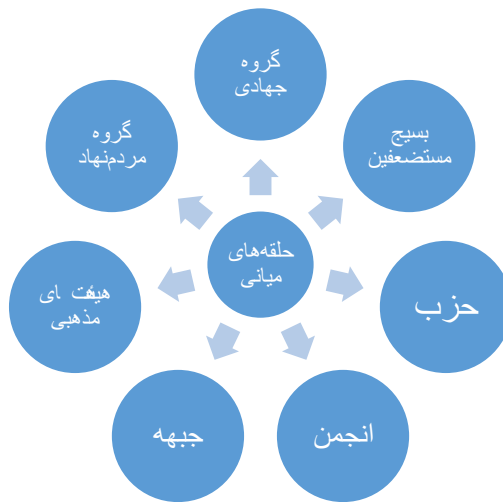 گروه
جهادی
بسیج
مستضعفین
حزب
انجمن
جبهه
هیئت ای
مذهبی
گروه
مردم‌نهاد
حلقه‌های
میانی